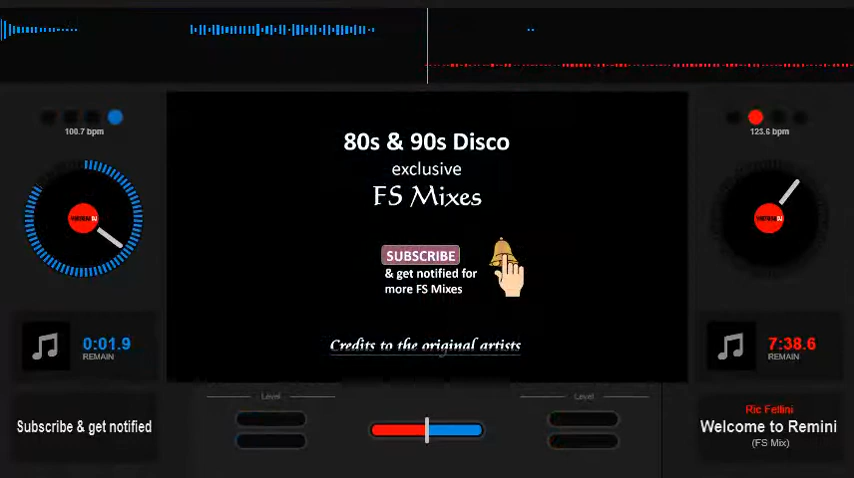 100.7 bpm
80s & 90s Disco
exclusive
FS Mixes
SUBSCRIBE
& get notified for
more FS Mixes
Credits to the original artists
0:01.9
REMAIN
Subscribe & get notified
Level
Level
123.6 bpm
7:38.6
REMAIN
Ric Fellini
Welcome to Remini
(FS Mix)